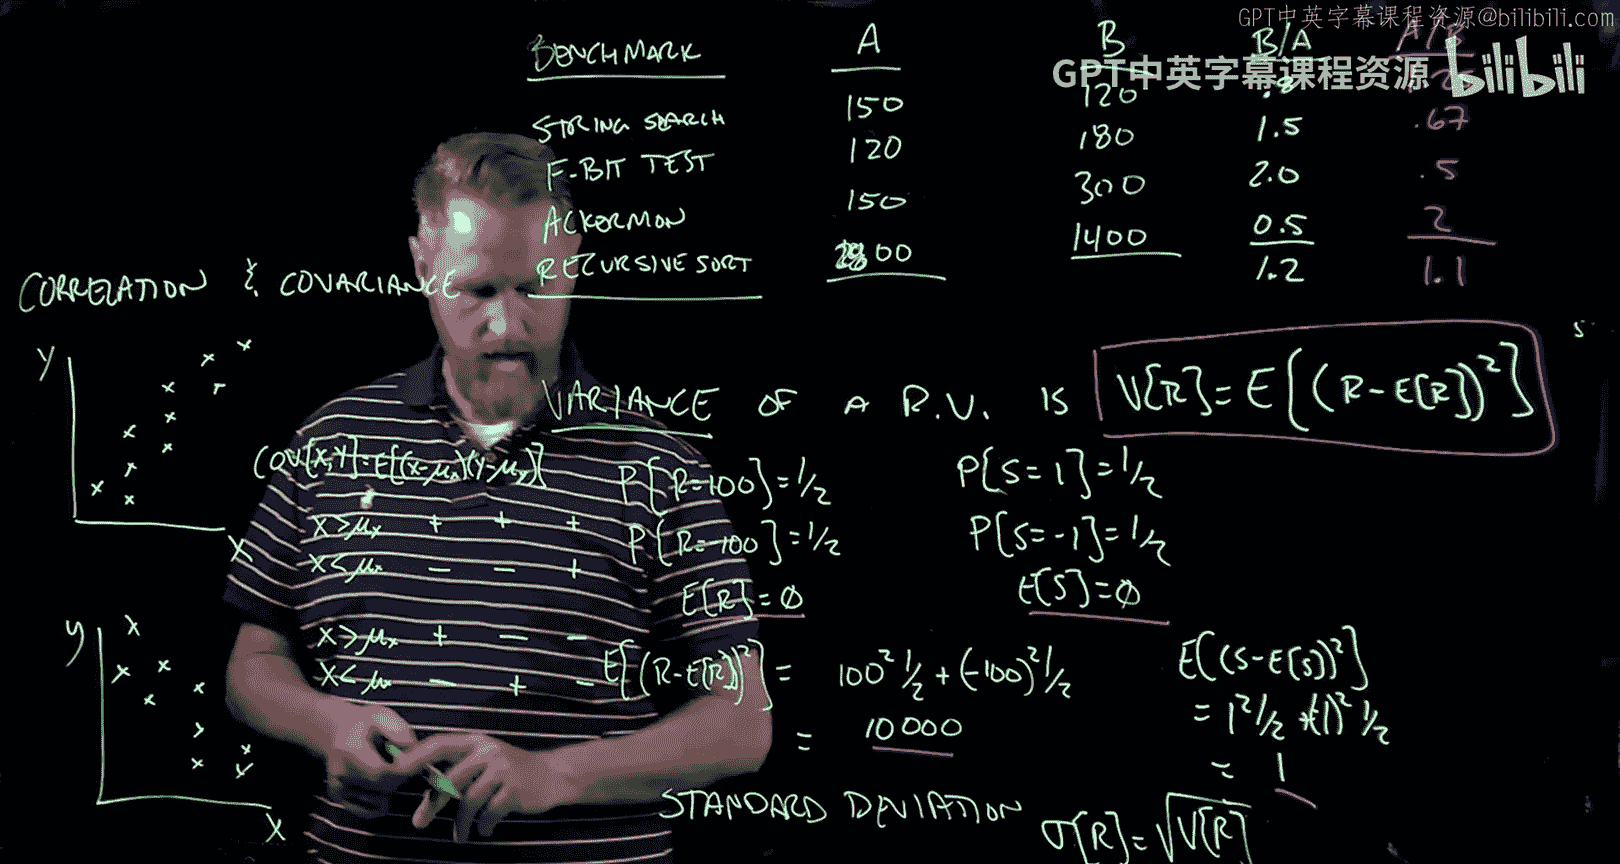 GPT中英字幕课程资源@bilibili.com
BENCHMARK A B B/A A/B
GPT中英字幕课程资源 bilibili
STRING SEARCH 150 120 .8
F-BIT TEST 120 180 1.5 .67
ACKERMON 150 300 2.0 .5
RECURSIVE SORT 00 1400 0.5 2
1.2 1.1
CORRELATION & COVARIANCE
Y
X
VARIANCE OF A R.V. IS V[R]=E[(R-E[R])²]
S
COV[X,Y]=E[(X-μx)(Y-μy)]
X>μx + + +
X<μx - - +
X>μx + - -
X<μx - + -
P[R=100]=1/2
P[R=-100]=1/2
E[R]=0
P[S=1]=1/2
P[S=-1]=1/2
E[S]=0
E[(R-E[R])²] = 100² 1/2 + (-100)² 1/2
= 10000
E[(S-E[S])²]
= 1² 1/2 + (-1)² 1/2
= 1
y
X
STANDARD DEVIATION σ[R]=√V[R]